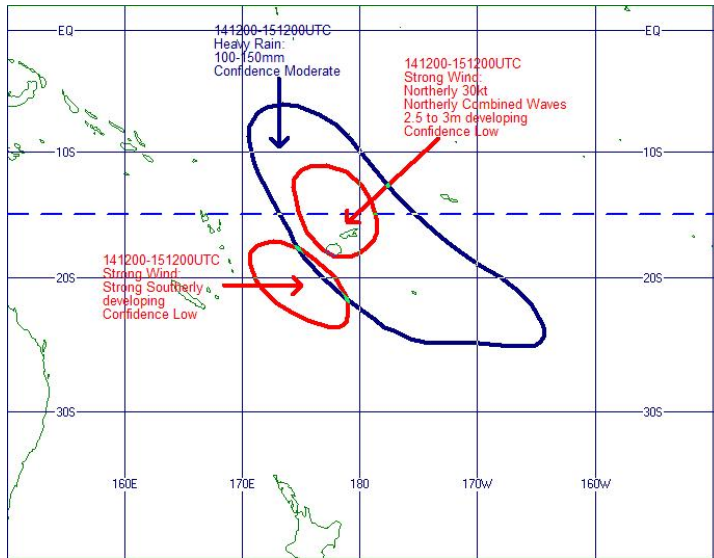 EQ
EQ
141200-151200UTC
Heavy Rain:
100-150mm
Confidence Moderate
141200-151200UTC
Strong Wind:
Northerly 30kt
Northerly Combined Waves
2.5 to 3m developing
Confidence Low
10S
10S
141200-151200UTC
Strong Wind:
Strong Southerly
developing
Confidence Low
20S
20S
30S
30S
160E
170E
180
170W
160W